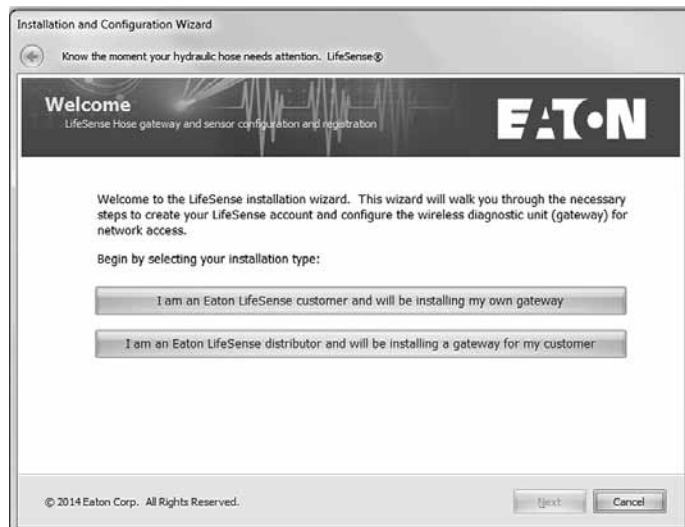 Installation and Configuration Wizard
Know the moment your hydraulic hose needs attention. LifeSense®
Welcome
LifeSense Hose gateway and sensor configuration and registration
EATON
Welcome to the LifeSense installation wizard. This wizard will walk you through the necessary
steps to create your LifeSense account and configure the wireless diagnostic unit (gateway) for
network access.
Begin by selecting your installation type:
I am an Eaton LifeSense customer and will be installing my own gateway
I am an Eaton LifeSense distributor and will be installing a gateway for my customer
© 2014 Eaton Corp. All Rights Reserved.
Next
Cancel